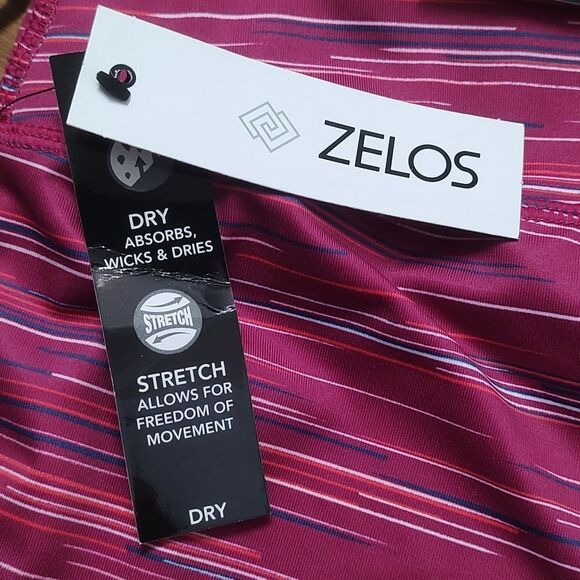 ZELOS
DRY
ABSORBS,
WICKS & DRIES
STRETCH
STRETCH
ALLOWS FOR
FREEDOM OF
MOVEMENT
DRY